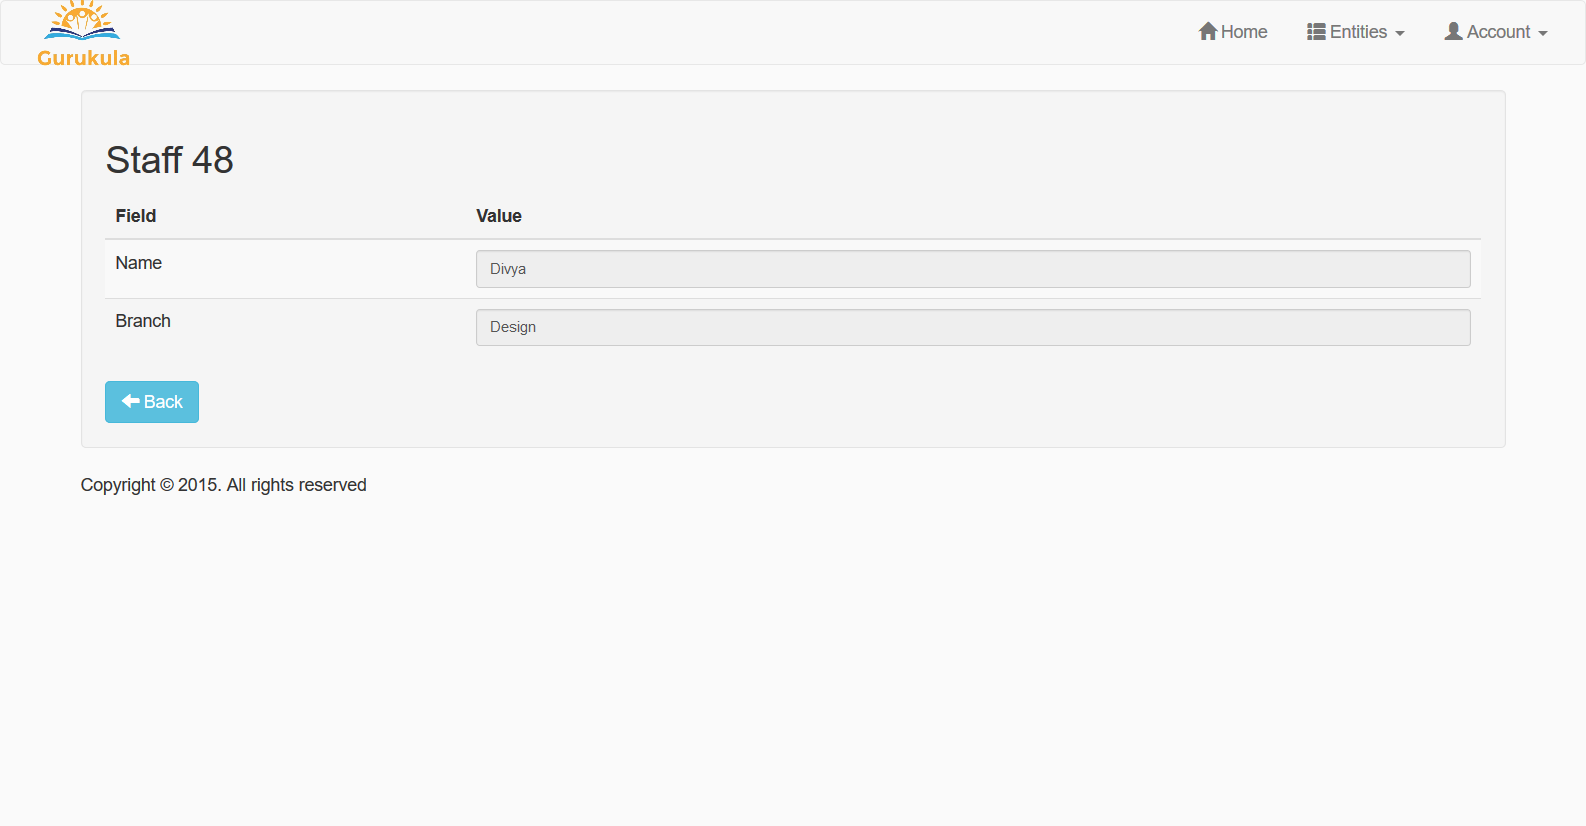 Gurukula
Home Entities Account
Staff 48
Field Value
Name Divya
Branch Design
Back
Copyright © 2015. All rights reserved